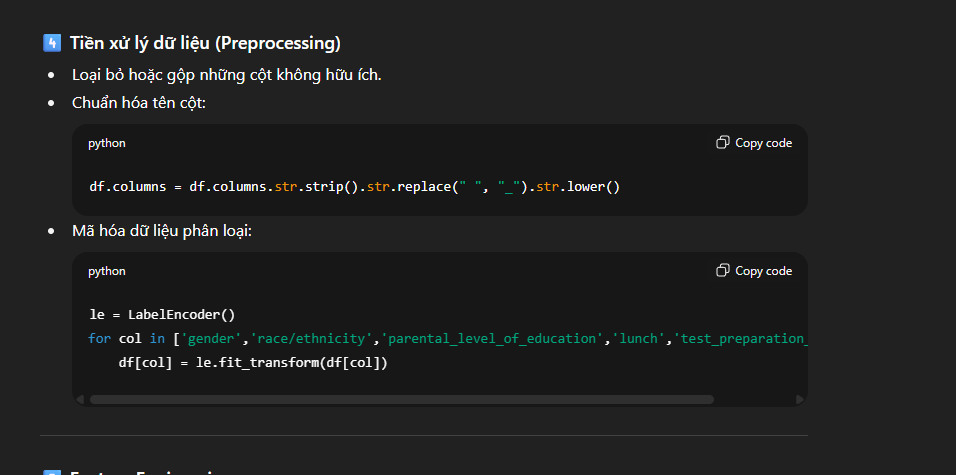 4 Tiền xử lý dữ liệu (Preprocessing)
Loại bỏ hoặc gộp những cột không hữu ích.
Chuẩn hóa tên cột:
python Copy code
df.columns = df.columns.str.strip().str.replace(" ", "_").str.lower()
Mã hóa dữ liệu phân loại:
python Copy code
le = LabelEncoder()
for col in ['gender','race/ethnicity','parental_level_of_education','lunch','test_preparation_
df[col] = le.fit_transform(df[col])